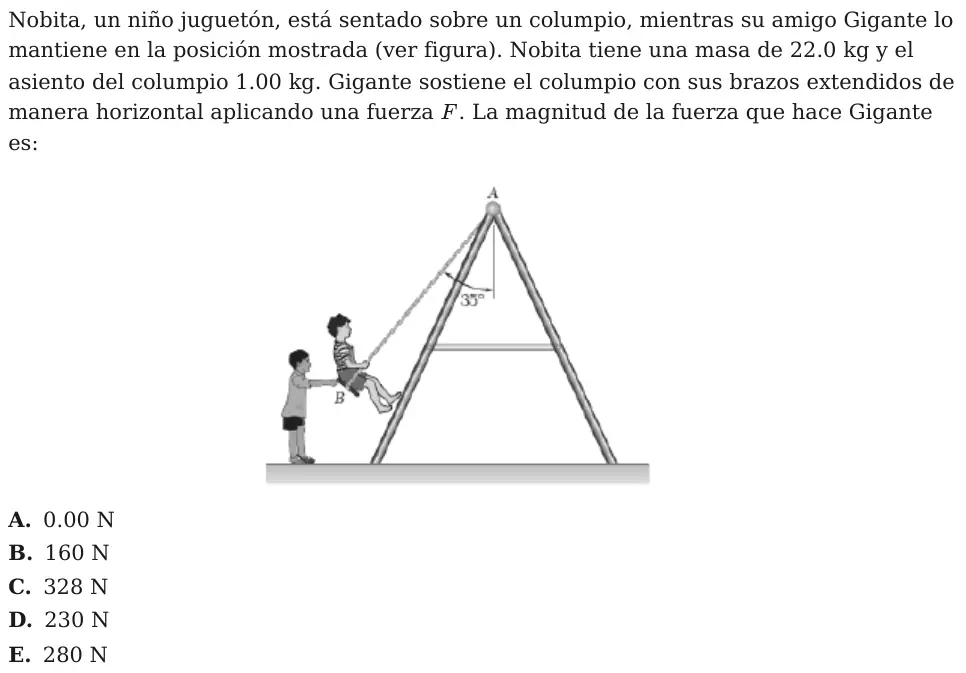 Nobita, un niño juguetón, está sentado sobre un columpio, mientras su amigo Gigante lo
mantiene en la posición mostrada (ver figura). Nobita tiene una masa de 22.0 kg y el
asiento del columpio 1.00 kg. Gigante sostiene el columpio con sus brazos extendidos de
manera horizontal aplicando una fuerza F. La magnitud de la fuerza que hace Gigante
es:
A
35°
B
A. 0.00 N
B. 160 N
C. 328 N
D. 230 N
E. 280 N